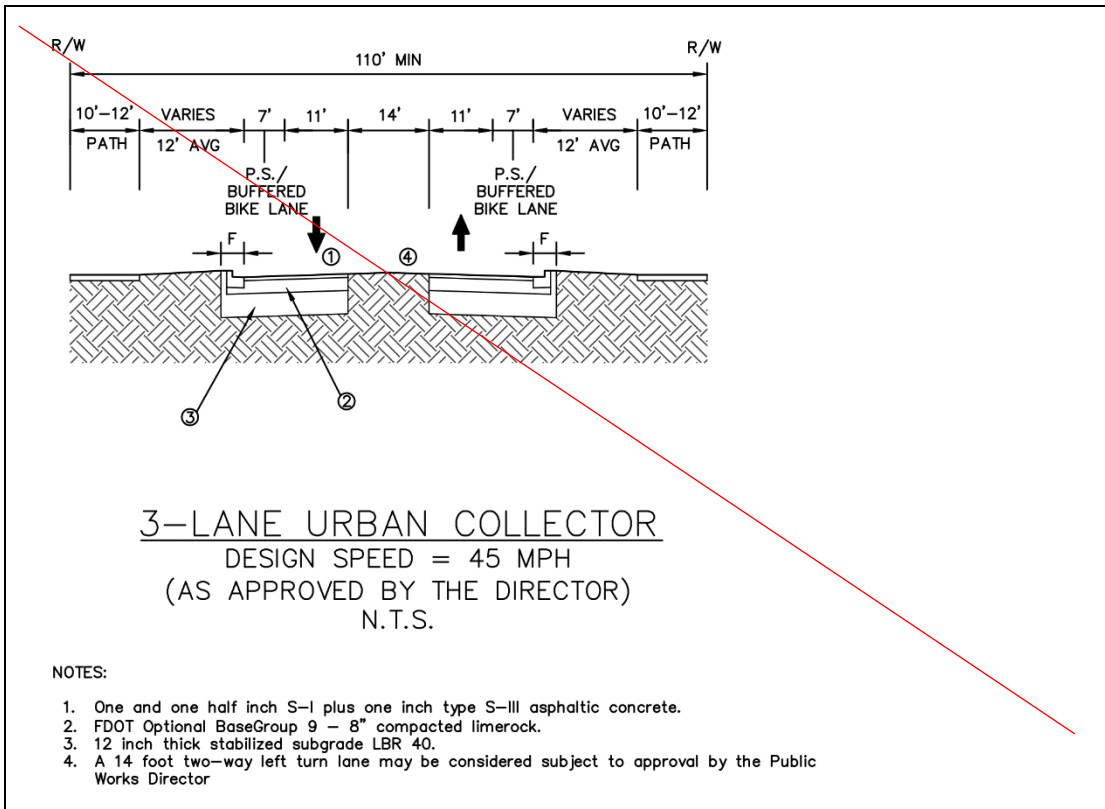 R/W
R/W
110' MIN
10'-12' VARIES 7' 11' 14' 11' 7' VARIES 10'-12'
PATH 12' AVG 12' AVG PATH
P.S./ P.S./
BUFFERED BUFFERED
BIKE LANE BIKE LANE
F F
① ④
②
③
3-LANE URBAN COLLECTOR
DESIGN SPEED = 45 MPH
(AS APPROVED BY THE DIRECTOR)
N.T.S.
NOTES:
1. One and one half inch S-I plus one inch type S-III asphaltic concrete.
2. FDOT Optional BaseGroup 9 - 8" compacted limerock.
3. 12 inch thick stabilized subgrade LBR 40.
4. A 14 foot two-way left turn lane may be considered subject to approval by the Public
Works Director